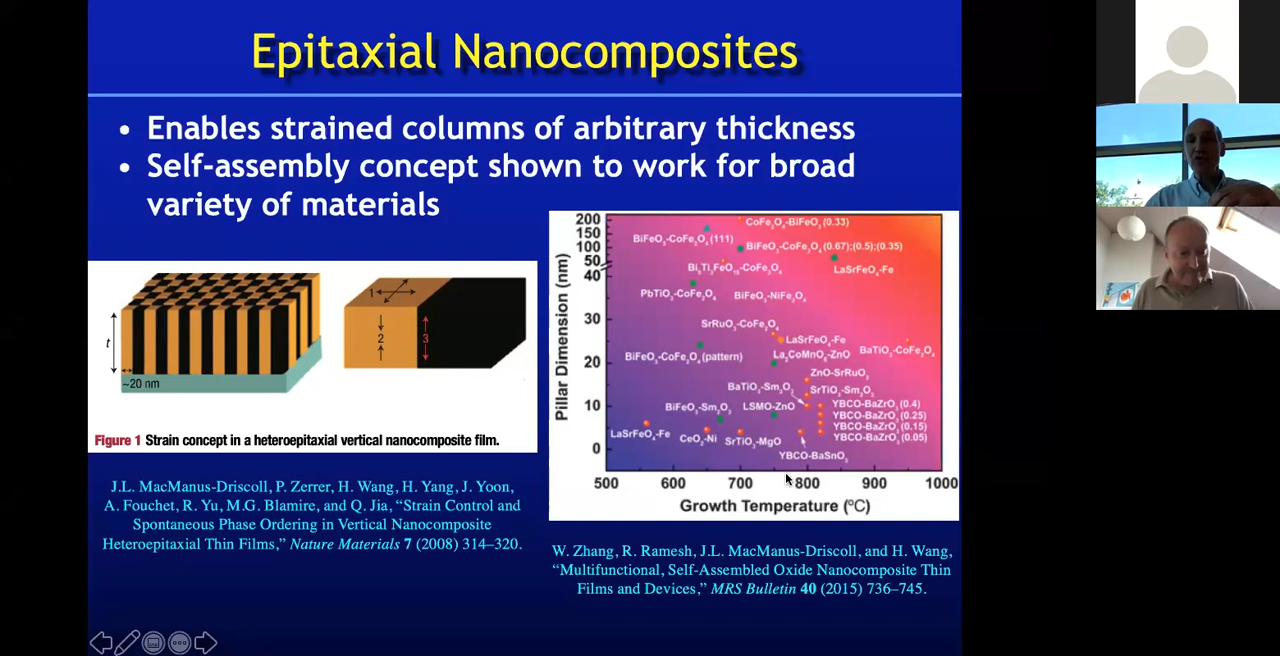 Epitaxial Nanocomposites
• Enables strained columns of arbitrary thickness
• Self-assembly concept shown to work for broad
variety of materials
t
~20 nm
1
2
3
Figure 1 Strain concept in a heteroepitaxial vertical nanocomposite film.
J.L. MacManus-Driscoll, P. Zerrer, H. Wang, H. Yang, J. Yoon,
A. Fouchet, R. Yu, M.G. Blamire, and Q. Jia, “Strain Control and
Spontaneous Phase Ordering in Vertical Nanocomposite
Heteroepitaxial Thin Films,” Nature Materials 7 (2008) 314–320.
Pillar Dimension (nm)
200
150
100
50
40
30
20
10
0
CoFe₂O₄-BiFeO₃ (0.33)
BiFeO₃-CoFe₂O₄ (111)
BiFeO₃-CoFe₂O₄ (0.67);(0.5);(0.35)
Bi₅Ti₃FeO₁₅-CoFe₂O₄
LaSrFeO₄-Fe
PbTiO₃-CoFe₂O₄
BiFeO₃-NiFe₂O₄
SrRuO₃-CoFe₂O₄
LaSrFeO₄-Fe
BiFeO₃-CoFe₂O₄ (pattern)
La₂CoMnO₆-ZnO
BaTiO₃-CoFe₂O₄
ZnO-SrRuO₃
BaTiO₃-Sm₂O₃
SrTiO₃-Sm₂O₃
BiFeO₃-Sm₂O₃
LSMO-ZnO
YBCO-BaZrO₃ (0.4)
YBCO-BaZrO₃ (0.25)
YBCO-BaZrO₃ (0.15)
YBCO-BaZrO₃ (0.05)
LaSrFeO₄-Fe
CeO₂-Ni
SrTiO₃-MgO
YBCO-BaSnO₃
500
600
700
800
900
1000
Growth Temperature (ºC)
W. Zhang, R. Ramesh, J.L. MacManus-Driscoll, and H. Wang,
“Multifunctional, Self-Assembled Oxide Nanocomposite Thin
Films and Devices,” MRS Bulletin 40 (2015) 736–745.